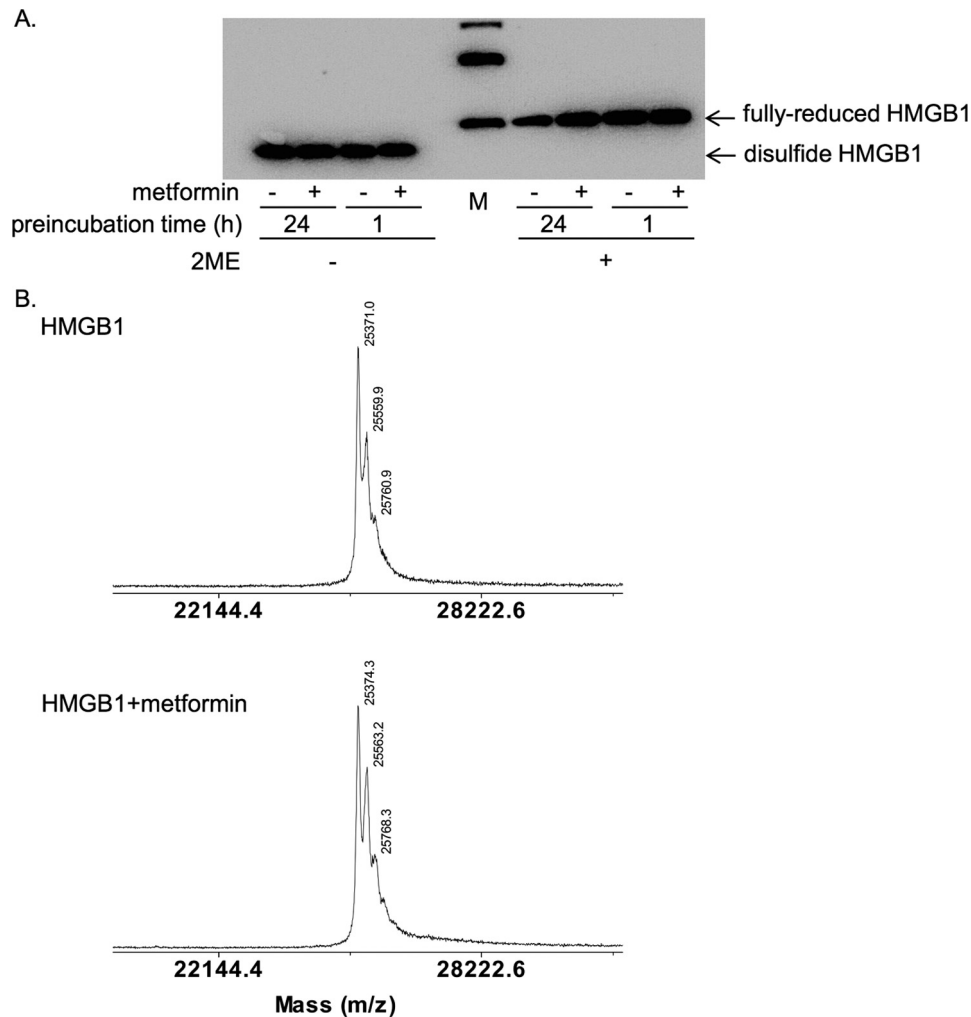 A.
fully-reduced HMGB1
disulfide HMGB1
metformin - + - + M - + - +
preincubation time (h) 24 1 24 1
2ME - +
B.
HMGB1
25371.0
25559.9
25760.9
22144.4 28222.6
HMGB1+metformin
25374.3
25563.2
25768.3
22144.4 28222.6
Mass (m/z)